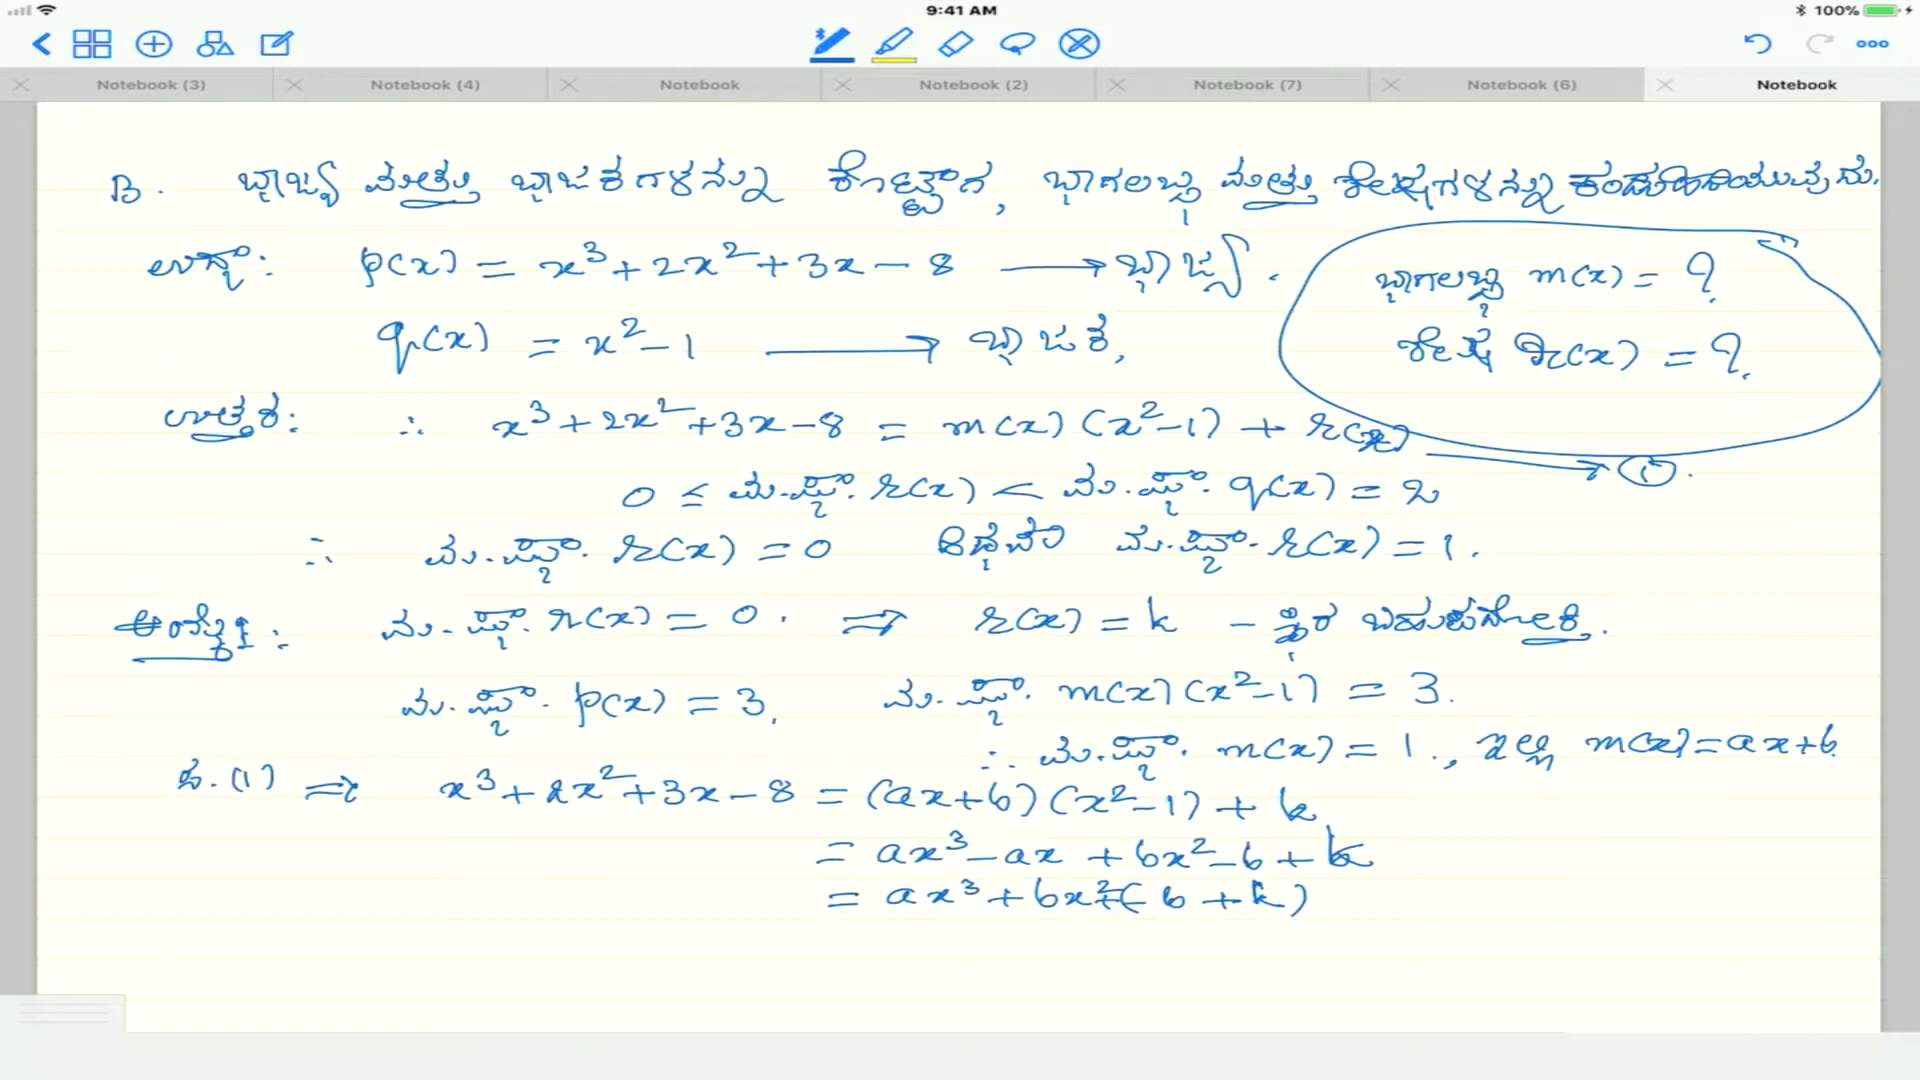 9:41 AM 100%
Notebook (3) Notebook (4) Notebook Notebook (2) Notebook (7) Notebook (6) Notebook
B. ಭಾಜ್ಯ ಮತ್ತು ಭಾಜಕಗಳನ್ನು ಕೊಟ್ಟಾಗ, ಭಾಗಲಬ್ಧ ಮತ್ತು ಶೇಷಗಳನ್ನು ಕಂಡುಹಿಡಿಯುವುದು.
p(x) = x³+2x²+3x-8 → ಭಾಜ್ಯ.
ಭಾಗಲಬ್ಧ m(x) = ?
q(x) = x²-1 → ಭಾಜಕ,
ಶೇಷ r(x) = ?
ಉತ್ತರ: ∴ x³+2x²+3x-8 = m(x) (x²-1) + r(x) → (1).
0 ≤ ಮ.ಘಾ. r(x) < ಮ.ಘಾ. q(x) = 2
∴ ಮ.ಘಾ. r(x) = 0 ಅಥವಾ ಮ.ಘಾ. r(x) = 1.
ಮ.ಘಾ. r(x) = 0. ⇒ r(x) = k - ಸ್ಥಿರ ಬಹುಪದೋಕ್ತಿ.
ಮ.ಘಾ. p(x) = 3, ಮ.ಘಾ. m(x) (x²-1) = 3.
∴ ಮ.ಘಾ. m(x) = 1., ಇಲ್ಲಿ m(x) = ax+b
ಸ.(1) ⇒ x³+2x²+3x-8 = (ax+b) (x²-1) + k
= ax³-ax + bx²-b + k
= ax³+bx²+(-b+k)